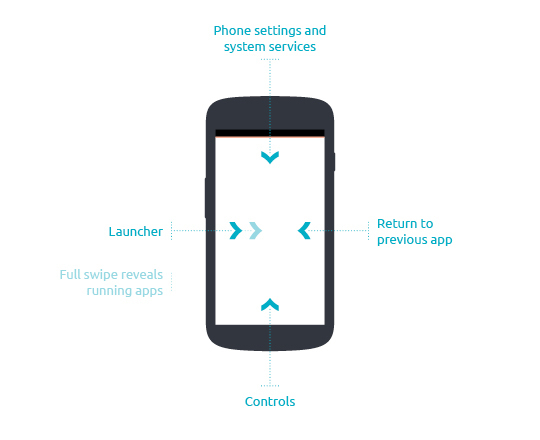 Phone settings and
system services
Launcher
Return to
previous app
Full swipe reveals
running apps
Controls